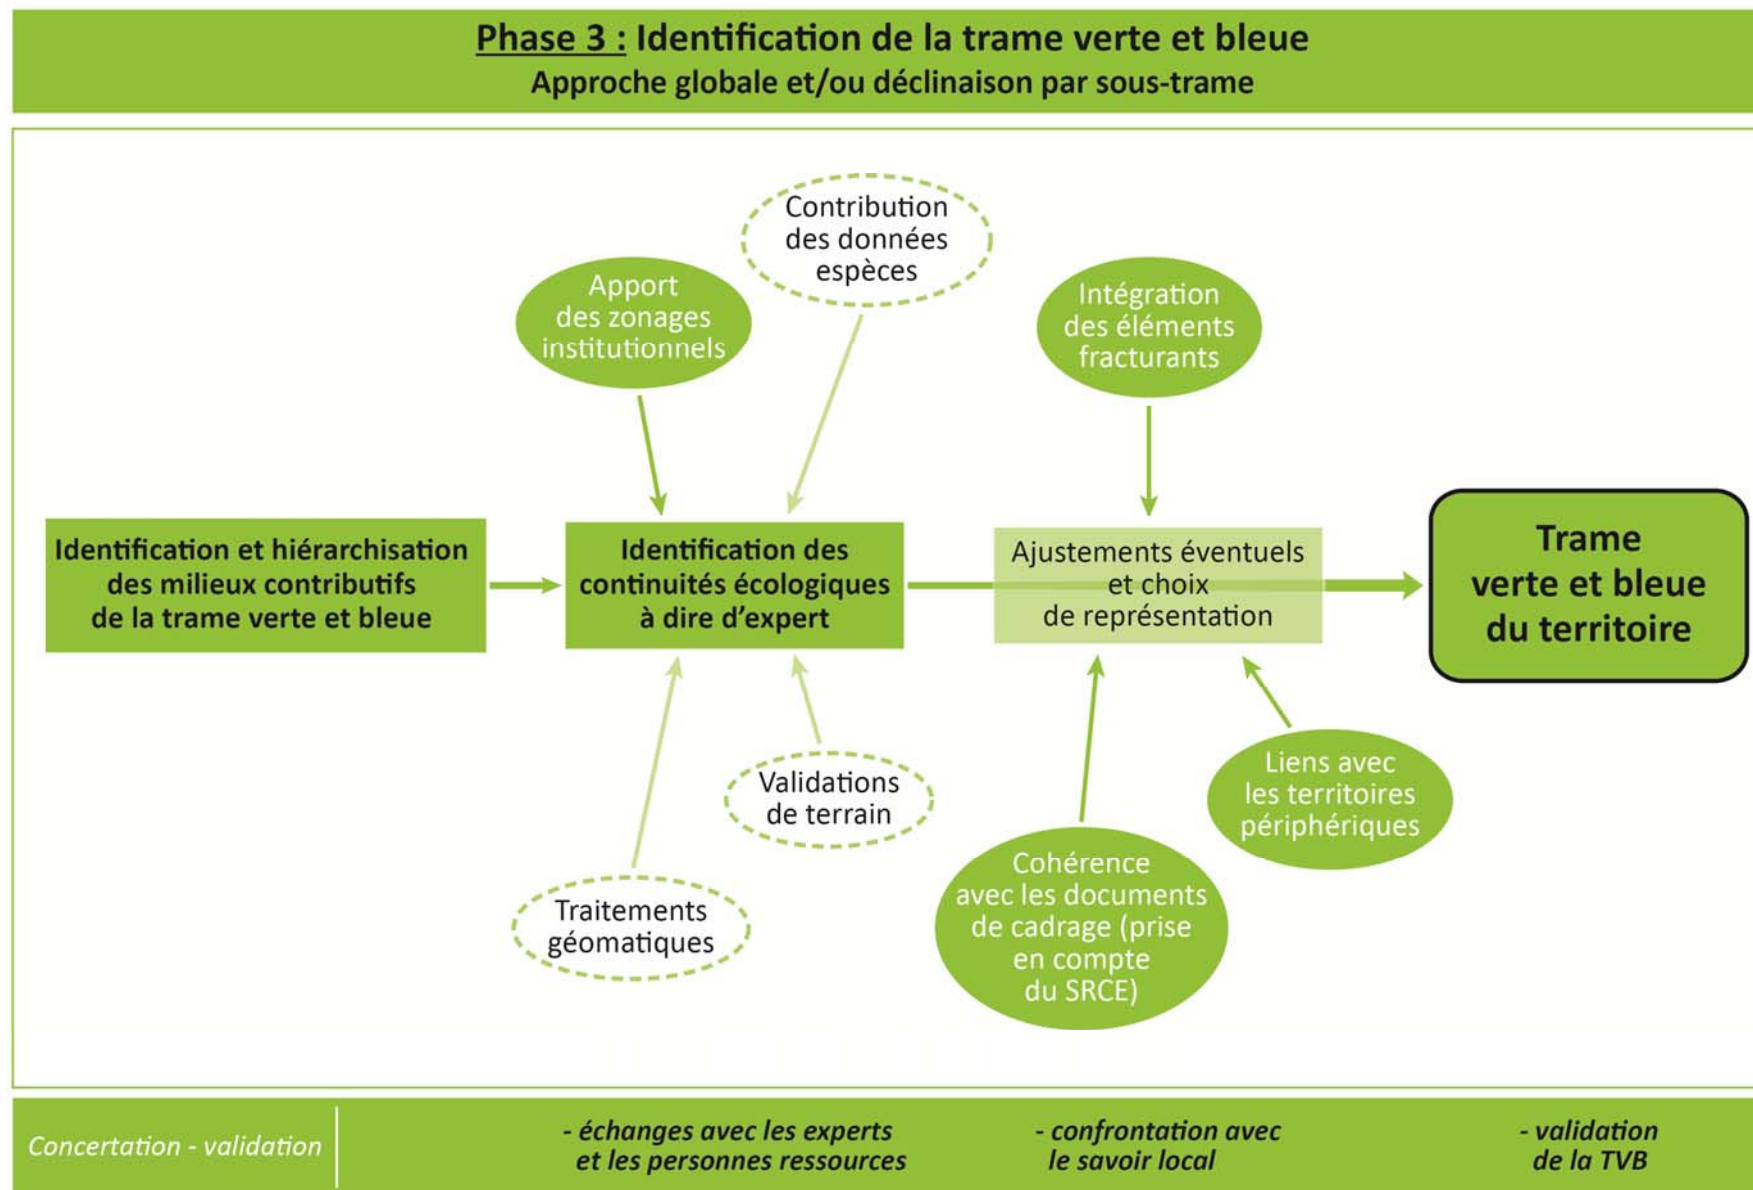 Phase 3 : Identification de la trame verte et bleue
Approche globale et/ou déclinaison par sous-trame
Contribution
des données
espèces
Apport
des zonages
institutionnels
Intégration
des éléments
fracturants
Identification et hiérarchisation
des milieux contributifs
de la trame verte et bleue
Identification des
continuités écologiques
à dire d'expert
Ajustements éventuels
et choix
de représentation
Trame
verte et bleue
du territoire
Validations
de terrain
Traitements
géomatiques
Liens avec
les territoires
périphériques
Cohérence
avec les documents
de cadrage (prise
en compte
du SRCE)
Concertation - validation
- échanges avec les experts
et les personnes ressources
- confrontation avec
le savoir local
- validation
de la TVB